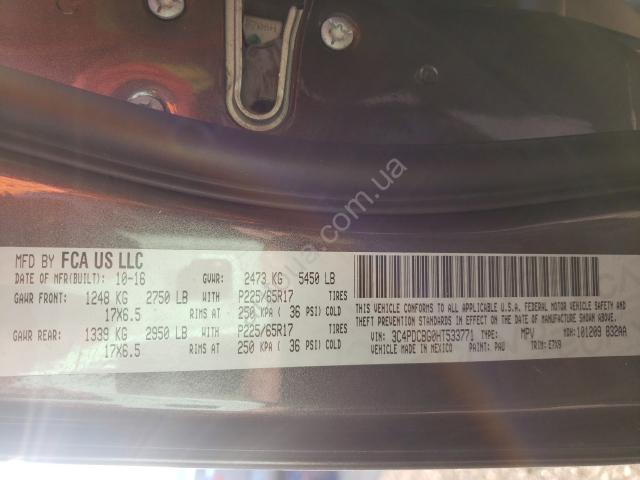 MFD BY FCA US LLC
DATE OF MFR(BUILT): 10-16 GVWR: 2473 KG 5450 LB
GAWR FRONT: 1248 KG 2750 LB WITH P225/65R17 TIRES
17X6.5 RIMS AT 250 KPA ( 36 PSI) COLD
GAWR REAR: 1339 KG 2950 LB WITH P225/65R17 TIRES
17X6.5 RIMS AT 250 KPA ( 36 PSI) COLD
THIS VEHICLE CONFORMS TO ALL APPLICABLE U.S.A. FEDERAL MOTOR VEHICLE SAFETY AND
THEFT PREVENTION STANDARDS IN EFFECT ON THE DATE OF MANUFACTURE SHOWN ABOVE.
VIN: 3C4PDCBG0HT533771 TYPE: MPV MDH: 101209 832AA
VEHICLE MADE IN MEXICO PAINT: PAU TRIM: E7X9